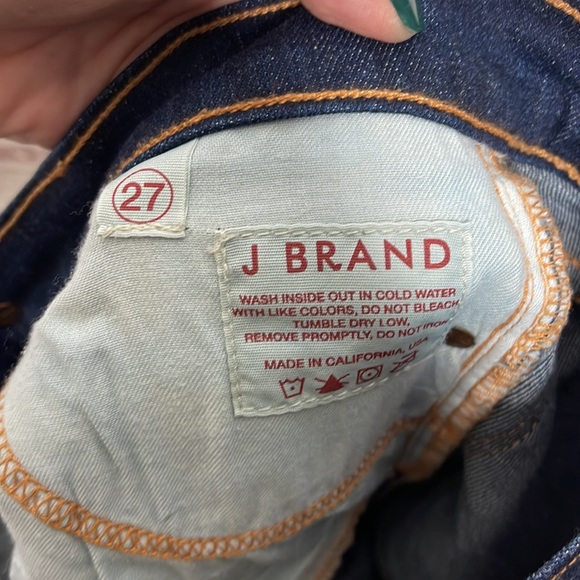 27
J BRAND
WASH INSIDE OUT IN COLD WATER
WITH LIKE COLORS, DO NOT BLEACH,
TUMBLE DRY LOW,
REMOVE PROMPTLY, DO NOT IRON
MADE IN CALIFORNIA, USA